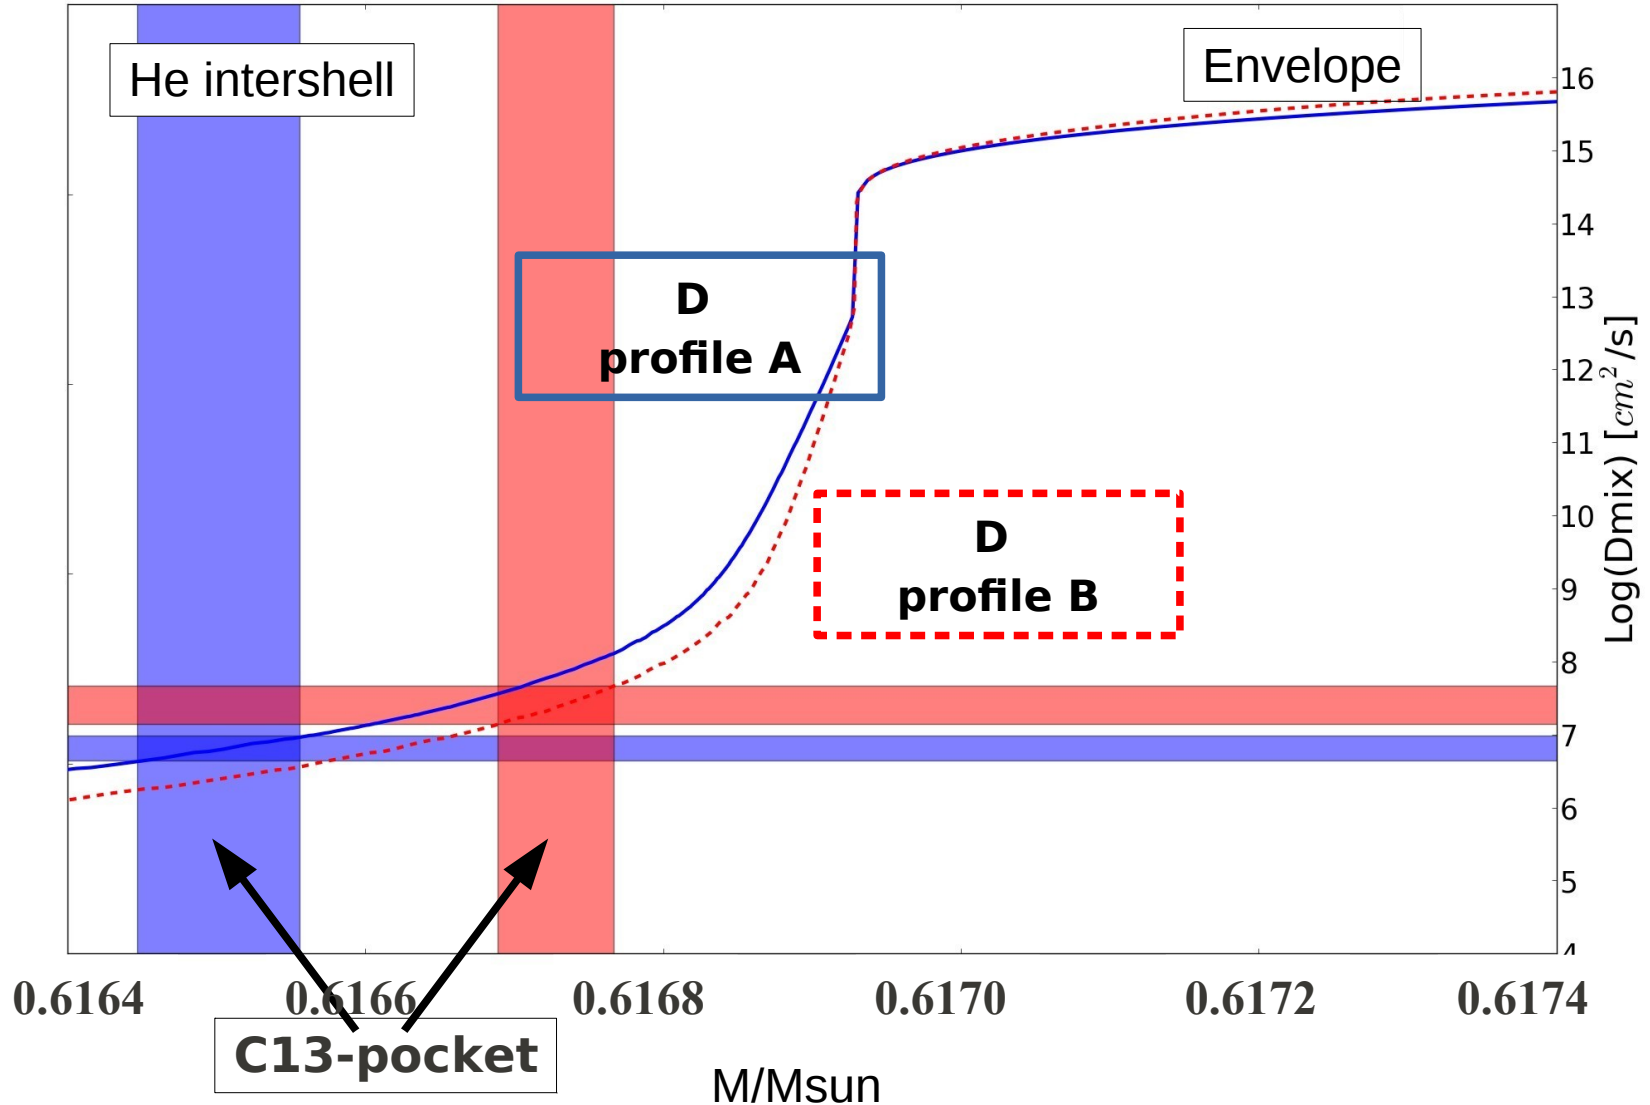 He intershell
Envelope
D
profile A
D
profile B
16
15
14
13
12
11
10
9
8
7
6
5
4
Log(Dmix) [cm²/s]
0.6164
0.6166
0.6168
0.6170
0.6172
0.6174
C13-pocket
M/Msun